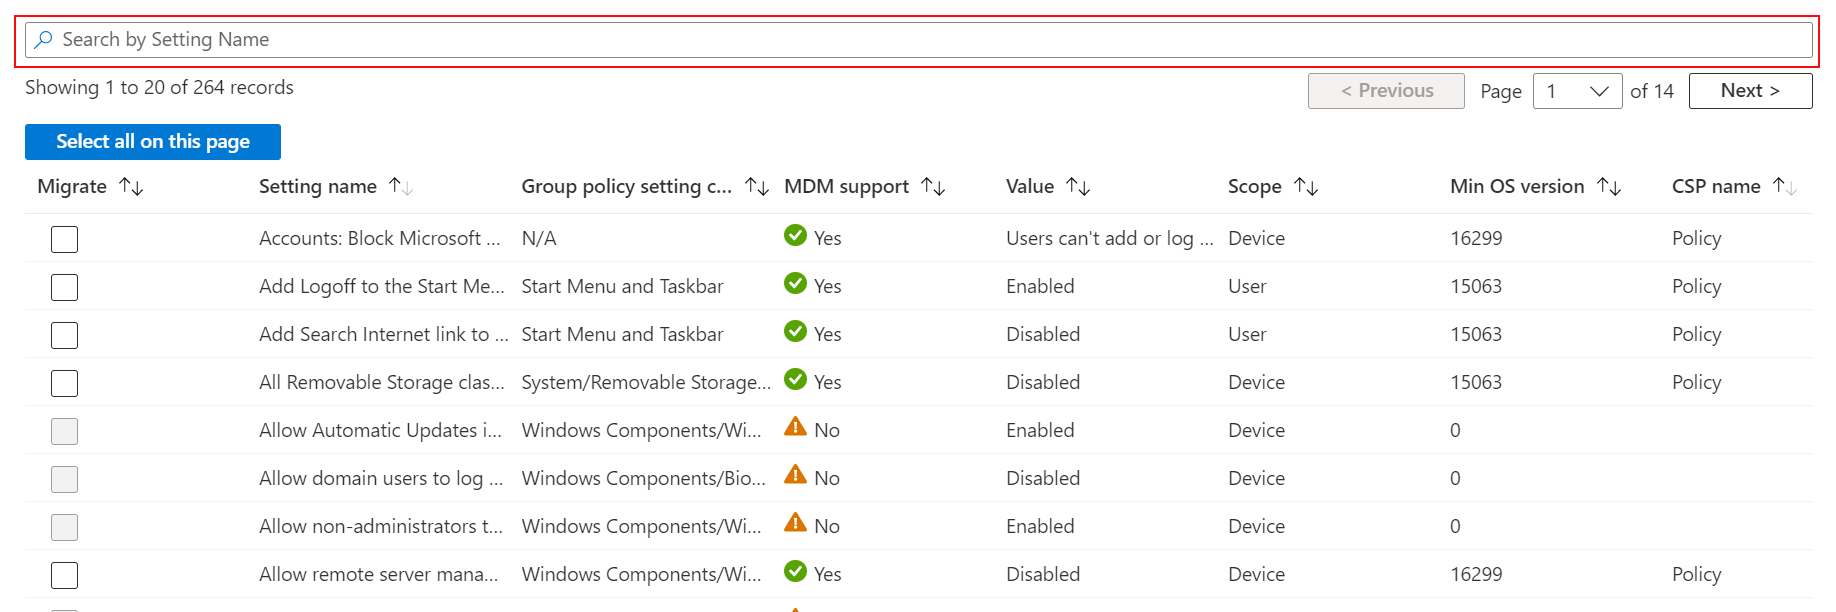 Search by Setting Name
Showing 1 to 20 of 264 records
< Previous Page 1 of 14 Next >
Select all on this page
Migrate Setting name Group policy setting c... MDM support Value Scope Min OS version CSP name
Accounts: Block Microsoft ... N/A Yes Users can't add or log ... Device 16299 Policy
Add Logoff to the Start Me... Start Menu and Taskbar Yes Enabled User 15063 Policy
Add Search Internet link to ... Start Menu and Taskbar Yes Disabled User 15063 Policy
All Removable Storage clas... System/Removable Storage... Yes Disabled Device 15063 Policy
Allow Automatic Updates i... Windows Components/Wi... No Enabled Device 0
Allow domain users to log ... Windows Components/Bio... No Disabled Device 0
Allow non-administrators t... Windows Components/Wi... No Enabled Device 0
Allow remote server mana... Windows Components/Wi... Yes Disabled Device 16299 Policy